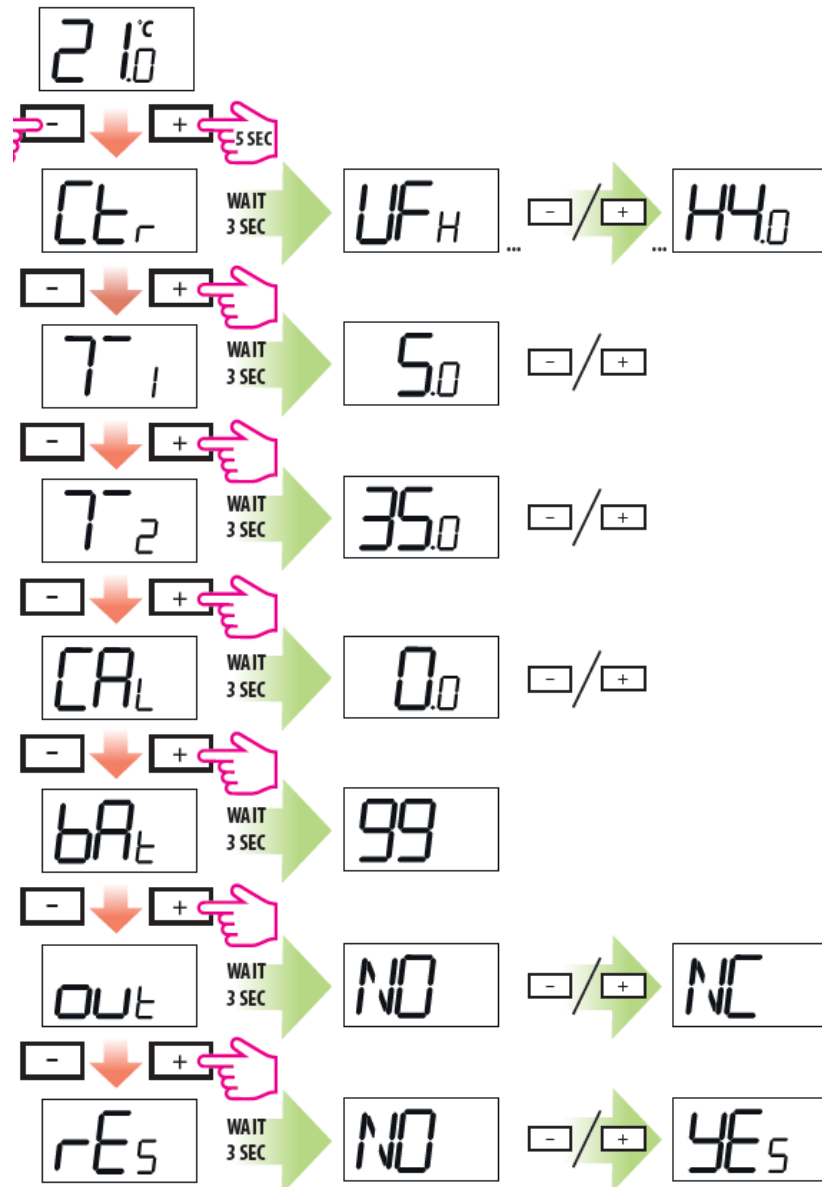 21.0 °C
- + 5 SEC
Ctr WAIT 3 SEC UFH ... - / + ... H4.0
- +
T1 WAIT 3 SEC 5.0 - / +
- +
T2 WAIT 3 SEC 35.0 - / +
- +
CAL WAIT 3 SEC 0.0 - / +
- +
bAt WAIT 3 SEC 99
- +
out WAIT 3 SEC NO - / + NC
- +
rES WAIT 3 SEC NO - / + yES